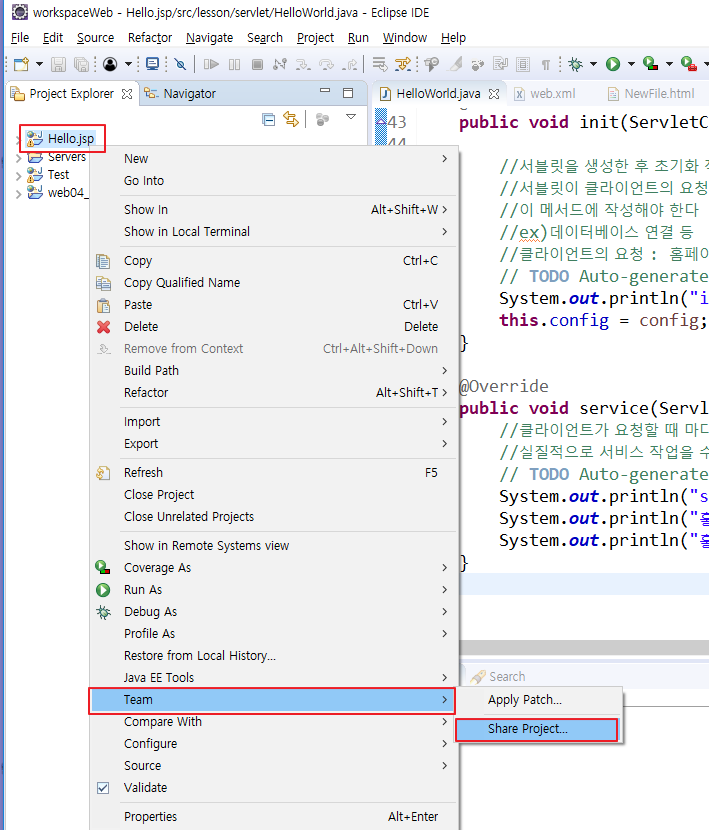 workspaceWeb - Hello.jsp/src/lesson/servlet/HelloWorld.java - Eclipse IDE
File Edit Source Refactor Navigate Search Project Run Window Help
Project Explorer Navigator
HelloWorld.java web.xml NewFile.html
Hello.jsp
Servers
Test
web04_
New
Go Into
Show In Alt+Shift+W
Show in Local Terminal
Copy Ctrl+C
Copy Qualified Name
Paste Ctrl+V
Delete Delete
Remove from Context Ctrl+Alt+Shift+Down
Build Path
Refactor Alt+Shift+T
Import
Export
Refresh F5
Close Project
Close Unrelated Projects
Show in Remote Systems view
Coverage As
Run As
Debug As
Profile As
Restore from Local History...
Java EE Tools
Team
Compare With
Configure
Source
Validate
Properties Alt+Enter
Apply Patch...
Share Project...
43 public void init(ServletC
44
//서블릿을 생성한 후 초기화
//서블릿이 클라이언트의 요청
//이 메서드에 작성해야 한다
//ex)데이터베이스 연결 등
//클라이언트의 요청 : 홈페이
// TODO Auto-generate
System.out.println("i
this.config = config;
}
@Override
public void service(Servl
//클라이언트가 요청할 때 마다
//실질적으로 서비스 작업을 수
// TODO Auto-generate
System.out.println("s
System.out.println("
System.out.println("
}
Search